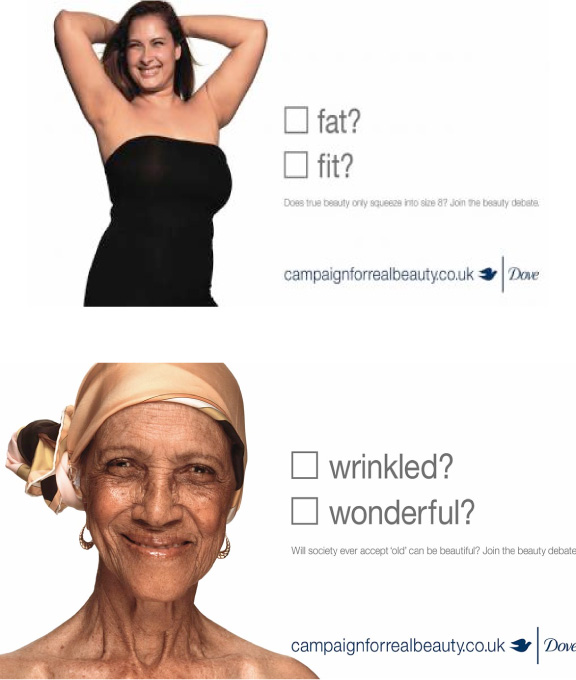 fat?
fit?
Does true beauty only squeeze into size 8? Join the beauty debate.
campaignforrealbeauty.co.uk Dove
wrinkled?
wonderful?
Will society ever accept ‘old’ can be beautiful? Join the beauty debate
campaignforrealbeauty.co.uk Dove